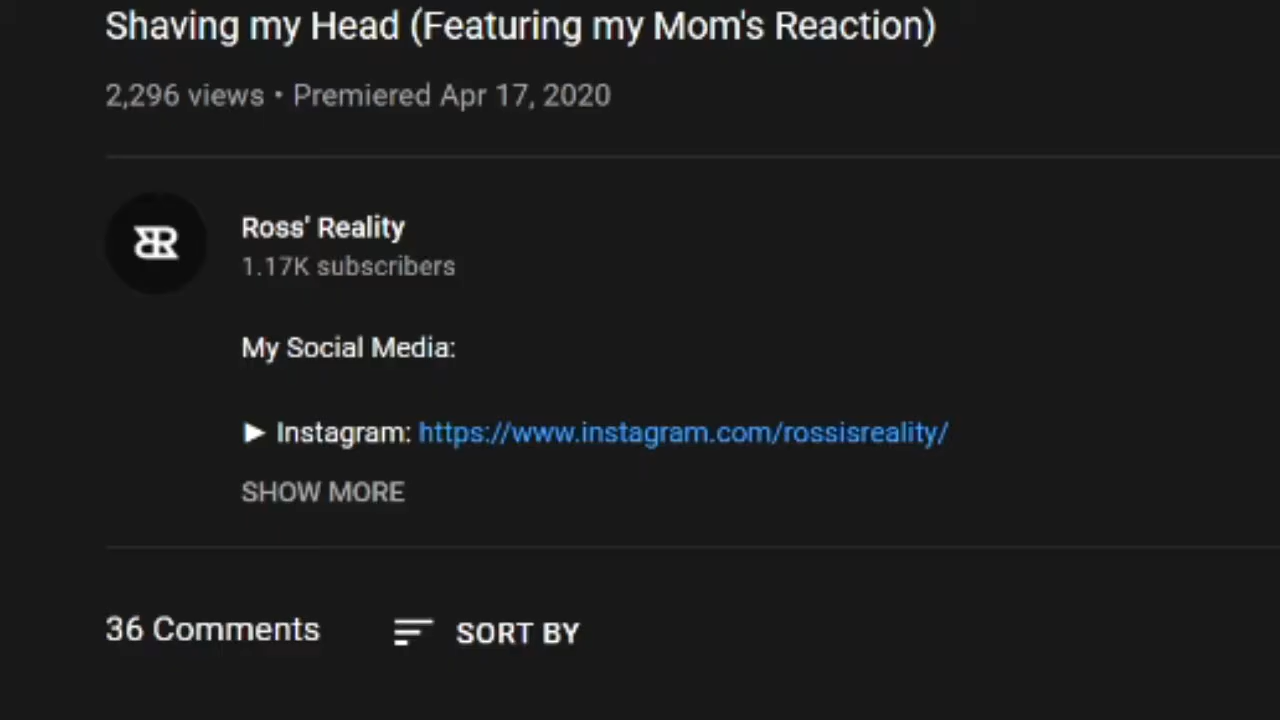 Shaving my Head (Featuring my Mom's Reaction)
2,296 views • Premiered Apr 17, 2020
Ross' Reality
1.17K subscribers
My Social Media:
► Instagram: https://www.instagram.com/rossisreality/
SHOW MORE
36 Comments SORT BY